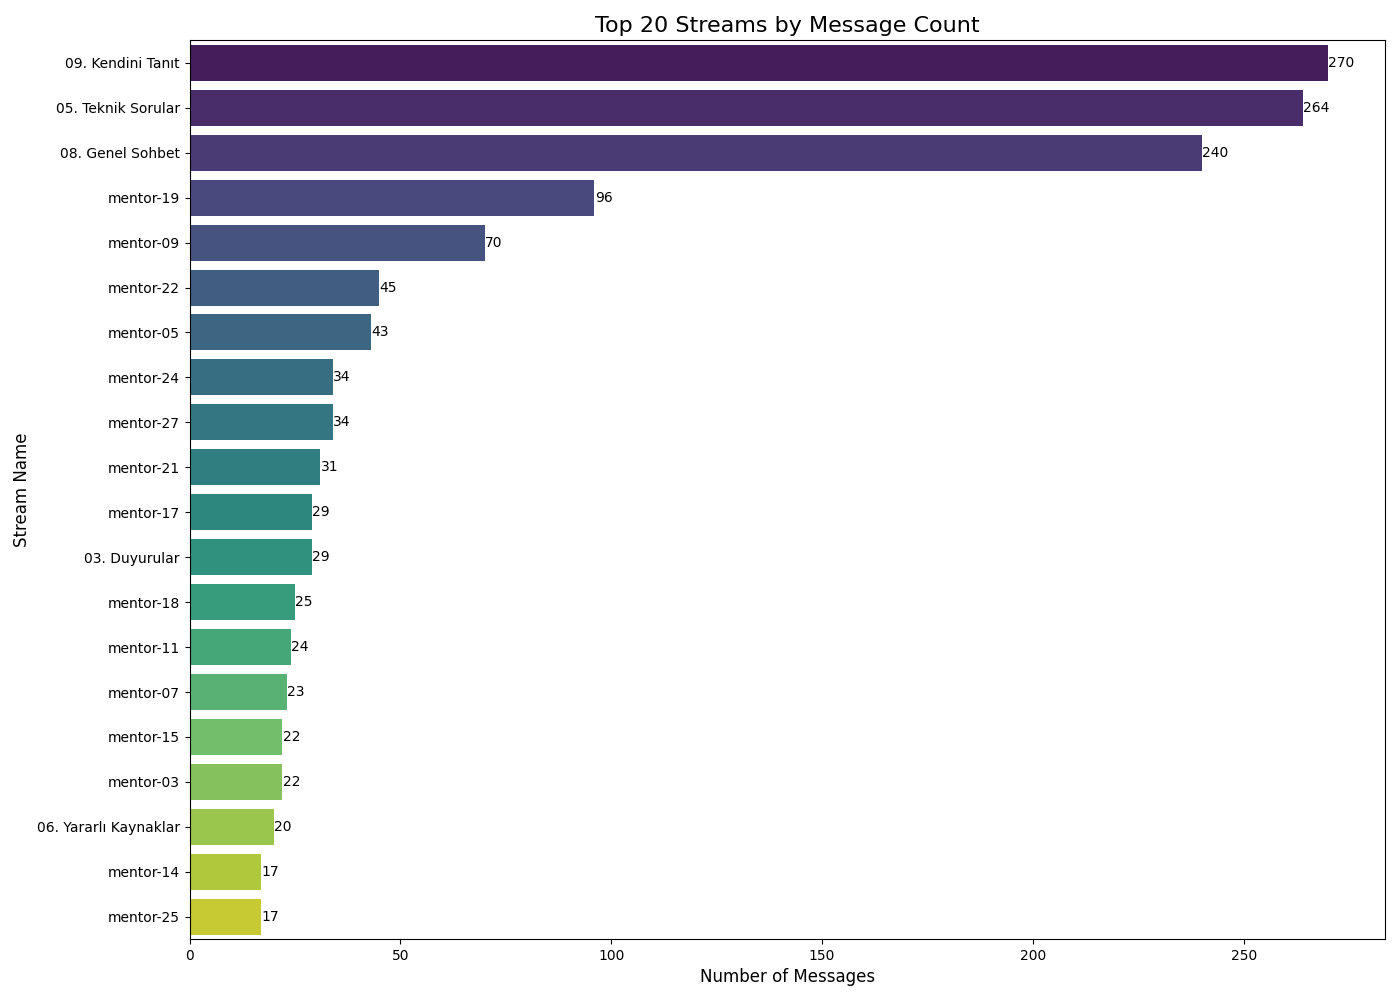 Top 20 Streams by Message Count
Stream Name
09. Kendini Tanıt 270
05. Teknik Sorular 264
08. Genel Sohbet 240
mentor-19 96
mentor-09 70
mentor-22 45
mentor-05 43
mentor-24 34
mentor-27 34
mentor-21 31
mentor-17 29
03. Duyurular 29
mentor-18 25
mentor-11 24
mentor-07 23
mentor-15 22
mentor-03 22
06. Yararlı Kaynaklar 20
mentor-14 17
mentor-25 17
0 50 100 150 200 250
Number of Messages